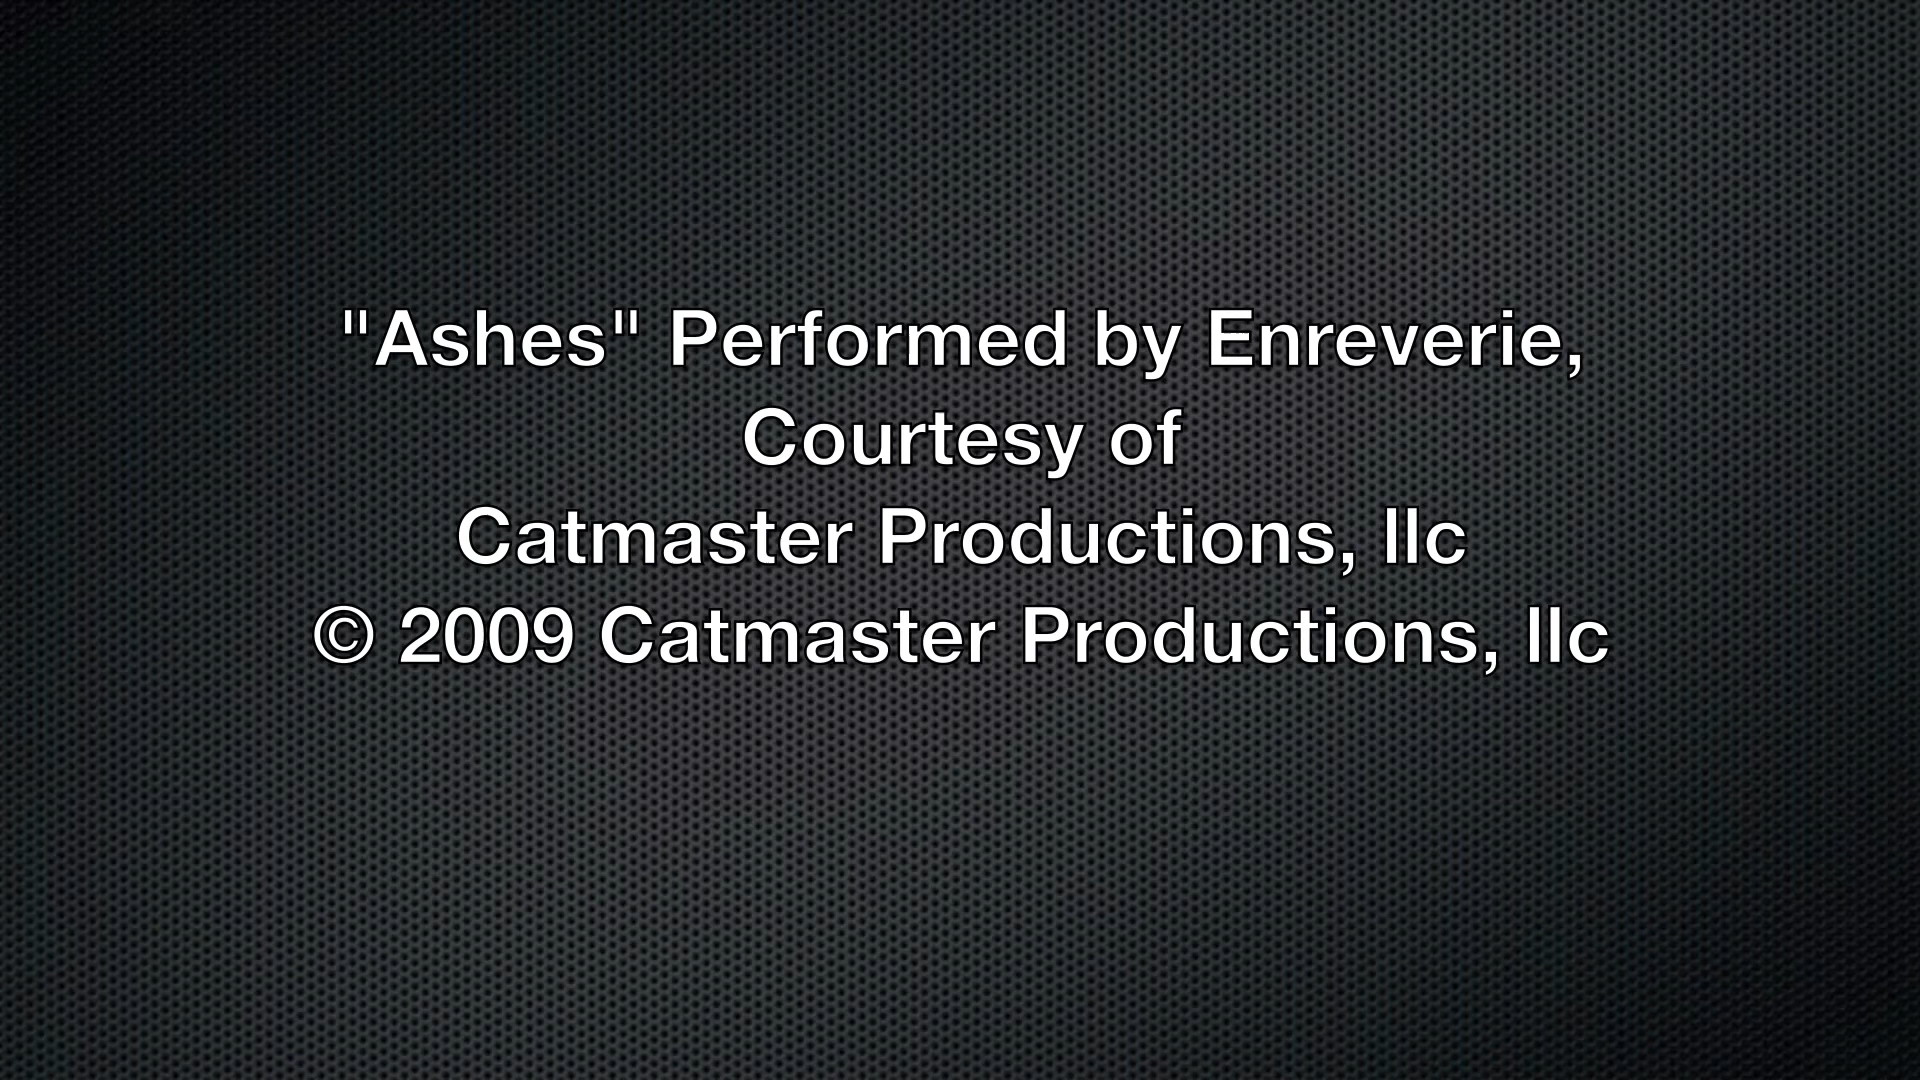 "Ashes" Performed by Enreverie,
Courtesy of
Catmaster Productions, llc
© 2009 Catmaster Productions, llc